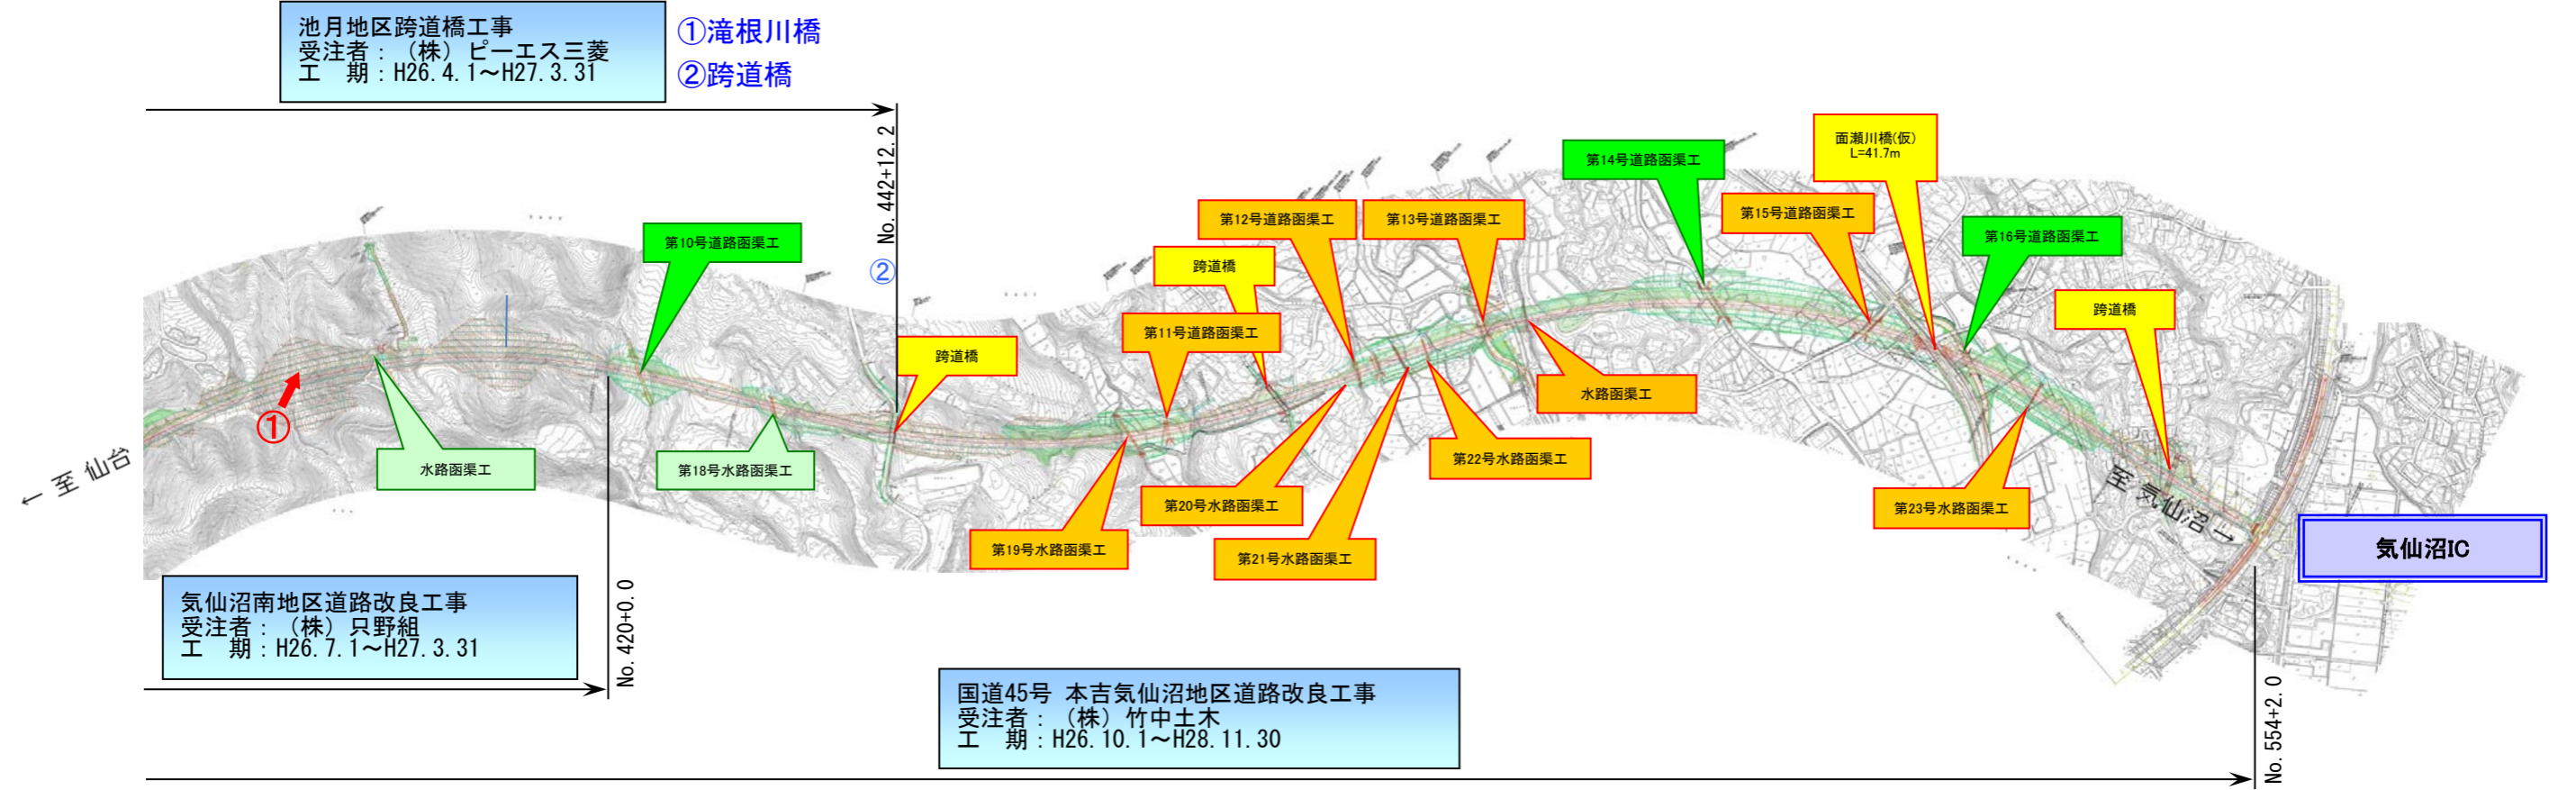 池月地区跨道橋工事
受注者：（株）ピーエス三菱
工　期：H26.4.1～H27.3.31
①滝根川橋
②跨道橋
No.442+12.2
②
第10号道路函渠工
跨道橋
第11号道路函渠工
跨道橋
第12号道路函渠工
第13号道路函渠工
第14号道路函渠工
第15号道路函渠工
面瀬川橋(仮)
L=41.7m
第16号道路函渠工
跨道橋
①
←至 仙台
水路函渠工
第18号水路函渠工
第19号水路函渠工
第20号水路函渠工
第21号水路函渠工
第22号水路函渠工
水路函渠工
第23号水路函渠工
至 気仙沼→
気仙沼IC
気仙沼南地区道路改良工事
受注者：（株）只野組
工　期：H26.7.1～H27.3.31
No.420+0.0
国道45号 本吉気仙沼地区道路改良工事
受注者：（株）竹中土木
工　期：H26.10.1～H28.11.30
No.554+2.0